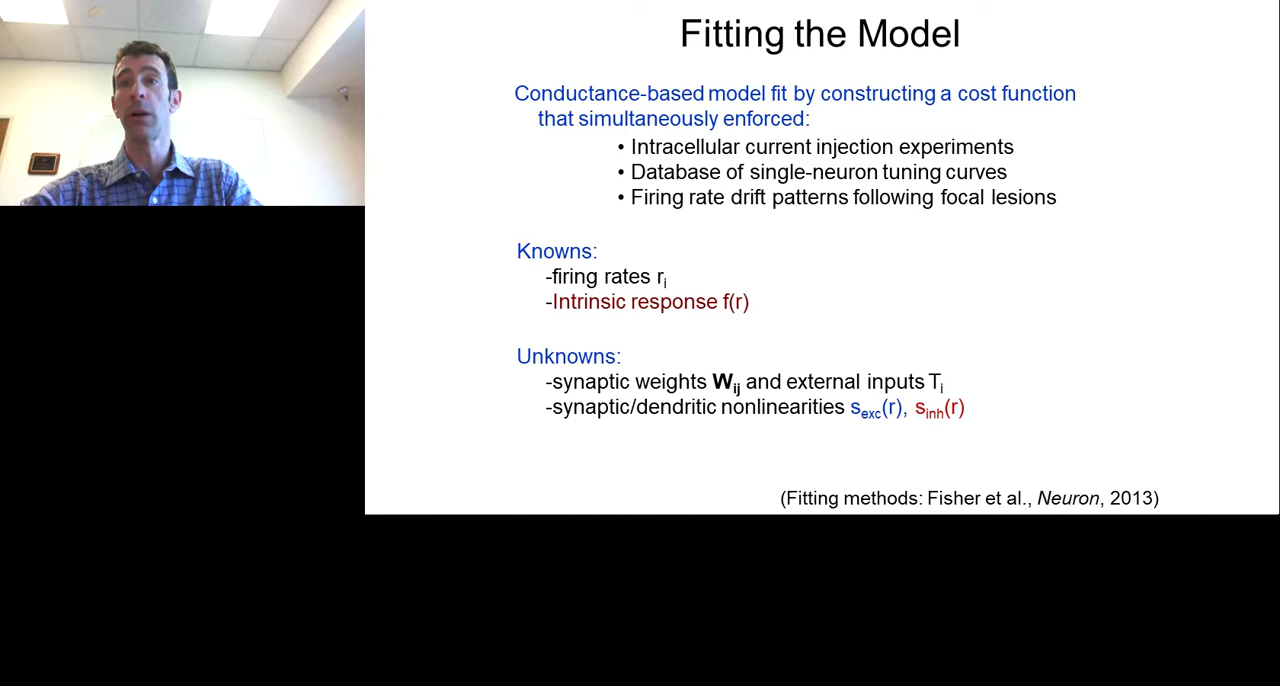 Fitting the Model
Conductance-based model fit by constructing a cost function
that simultaneously enforced:
• Intracellular current injection experiments
• Database of single-neuron tuning curves
• Firing rate drift patterns following focal lesions
Knowns:
-firing rates rᵢ
-Intrinsic response f(r)
Unknowns:
-synaptic weights Wᵢⱼ and external inputs Tᵢ
-synaptic/dendritic nonlinearities s_exc(r), s_inh(r)
(Fitting methods: Fisher et al., Neuron, 2013)